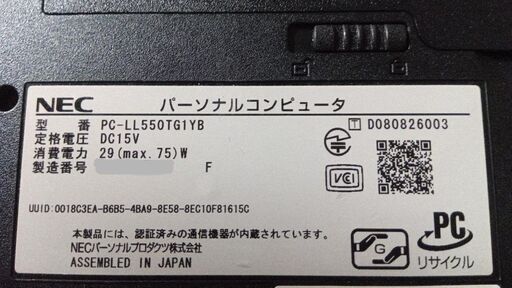 NEC パーソナルコンピュータ
型 番 PC-LL550TG1YB
定格電圧 DC15V
消費電力 29(max.75)W
製造番号 F
T D080826003
VCCI
UUID:0018C3EA-B6B5-4BA9-8E58-8EC10F81615C
本製品には、認証済みの通信機器が内蔵されています。
NECパーソナルプロダクツ株式会社
ASSEMBLED IN JAPAN
G
PC
リサイクル